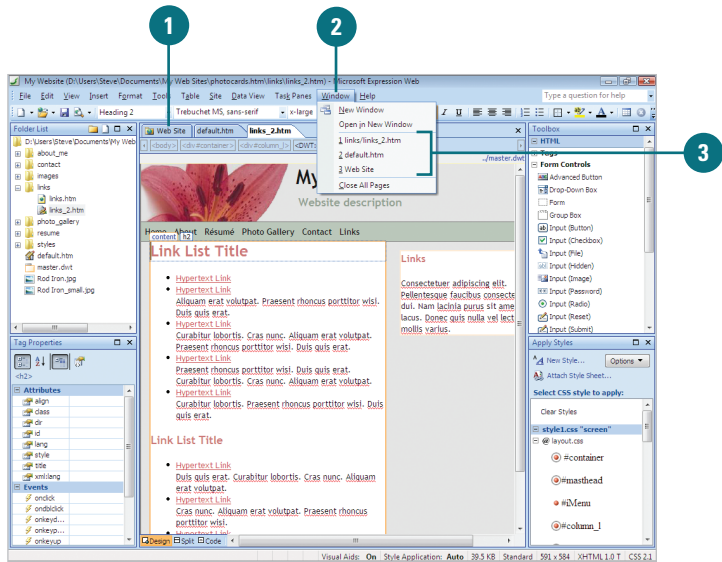 1
2
3
My Website (D:\Users\Steve\Documents\My Web Sites\photocards.htm\links\links_2.htm) - Microsoft Expression Web
File Edit View Insert Format Tools Table Site Data View Task Panes Window Help
Type a question for help
Heading 2 Trebuchet MS, sans-serif x-large I U
New Window
Open in New Window
1 links/links_2.htm
2 default.htm
3 Web Site
Close All Pages
Folder List
D:\Users\Steve\Documents\My Web
about_me
contact
images
links
links.htm
links_2.htm
photo_gallery
resume
styles
default.htm
master.dwt
Rod Iron.jpg
Rod Iron_small.jpg
Tag Properties
<h2>
Attributes
align
class
dir
id
lang
style
title
xml:lang
Events
onclick
ondblclick
onkeyd...
onkeyp...
onkeyup
Web Site default.htm links_2.htm
<body> <div #container> <div#column_l> <DWT:
../master.dwt
My
Website description
Home About Résumé Photo Gallery Contact Links
content h2
Link List Title
Hypertext Link
Hypertext Link
Aliquam erat volutpat. Praesent rhoncus porttitor wisi.
Duis quis erat.
Hypertext Link
Curabitur lobortis. Cras nunc. Aliquam erat volutpat.
Praesent rhoncus porttitor wisi. Duis quis erat.
Hypertext Link
Praesent rhoncus porttitor wisi. Duis quis erat.
Curabitur lobortis. Cras nunc. Aliquam erat volutpat.
Hypertext Link
Curabitur lobortis. Praesent rhoncus porttitor wisi. Duis
quis erat.
Link List Title
Hypertext Link
Duis quis erat. Curabitur lobortis. Cras nunc. Aliquam
erat volutpat.
Hypertext Link
Cras nunc. Aliquam erat volutpat. Praesent rhoncus
porttitor wisi.
Links
Consectetuer adipiscing elit.
Pellentesque faucibus consecte
dui. Nam lacinia purus sit ame
lacus. Donec quis nulla vel lect
mollis varius.
Design Split Code
Toolbox
HTML
Tags
Form Controls
Advanced Button
Drop-Down Box
Form
Group Box
Input (Button)
Input (Checkbox)
Input (File)
Input (Hidden)
Input (Image)
Input (Password)
Input (Radio)
Input (Reset)
Input (Submit)
Apply Styles
New Style...
Options
Attach Style Sheet...
Select CSS style to apply:
Clear Styles
style1.css "screen"
@ layout.css
#container
#masthead
#iMenu
#column_l
Visual Aids: On Style Application: Auto 39.5 KB Standard 591 x 584 XHTML 1.0 T CSS 2.1